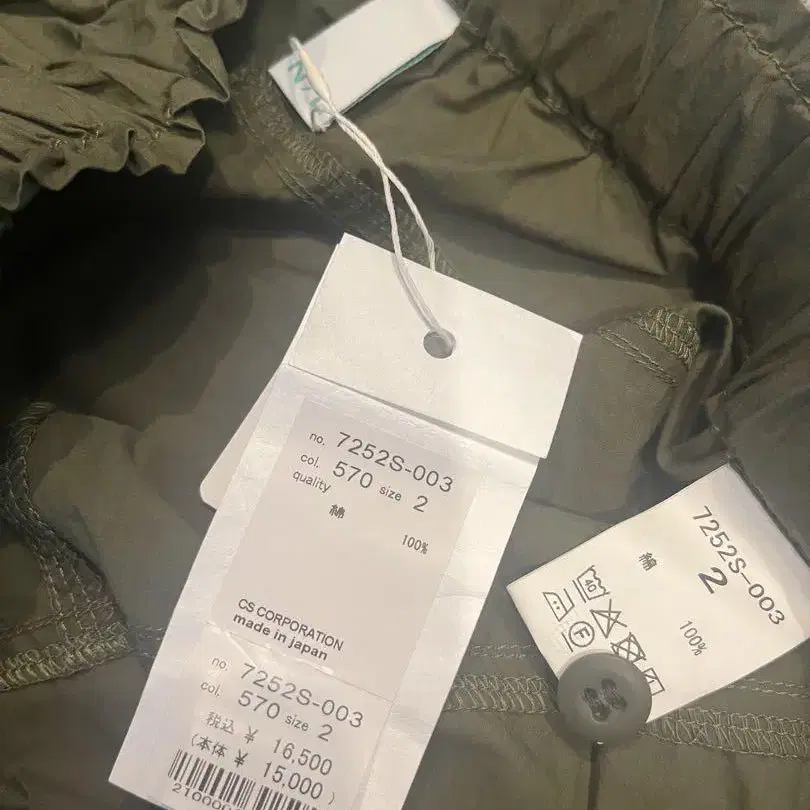 no. 7252S-003
col. 570 size 2
quality
綿
100%
CS CORPORATION
made in japan
no. 7252S-003
col. 570 size 2
税込 ¥ 16,500
(本体 ¥ 15,000)
7252S-003
2
綿
100%
40
F